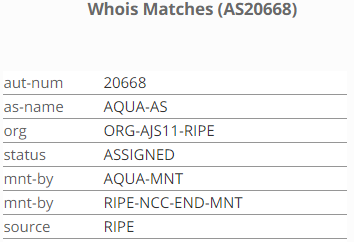 Whois Matches (AS20668)
aut-num 20668
as-name AQUA-AS
org ORG-AJS11-RIPE
status ASSIGNED
mnt-by AQUA-MNT
mnt-by RIPE-NCC-END-MNT
source RIPE